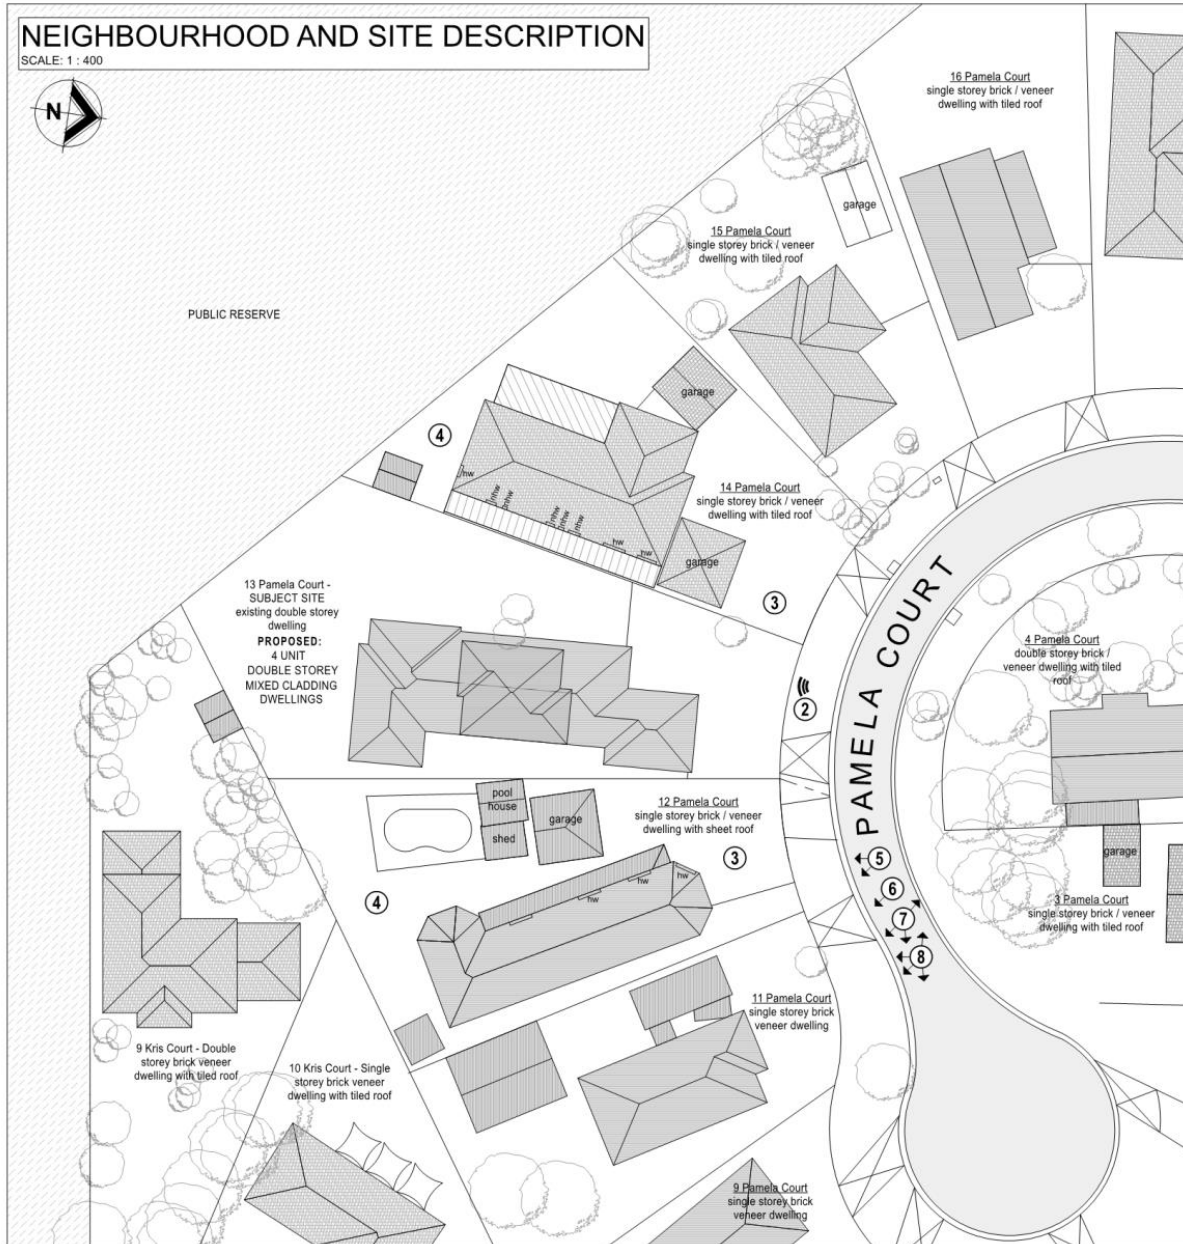 NEIGHBOURHOOD AND SITE DESCRIPTION
SCALE: 1 : 400
N
16 Pamela Court
single storey brick / veneer
dwelling with tiled roof
garage
15 Pamela Court
single storey brick / veneer
dwelling with tiled roof
PUBLIC RESERVE
garage
4
hw
nhw
nhw
nhw
nhw
nhw
hw
hw
14 Pamela Court
single storey brick / veneer
dwelling with tiled roof
garage
3
13 Pamela Court -
SUBJECT SITE
existing double storey
dwelling
PROPOSED:
4 UNIT
DOUBLE STOREY
MIXED CLADDING
DWELLINGS
2
PAMELA COURT
4 Pamela Court
double storey brick /
veneer dwelling with tiled
roof
pool
house
shed
garage
12 Pamela Court
single storey brick / veneer
dwelling with sheet roof
3
hw
hw
hw
4
5
6
7
8
garage
3 Pamela Court
single storey brick / veneer
dwelling with tiled roof
11 Pamela Court
single storey brick
veneer dwelling
9 Kris Court - Double
storey brick veneer
dwelling with tiled roof
10 Kris Court - Single
storey brick veneer
dwelling with tiled roof
9 Pamela Court
single storey brick
veneer dwelling